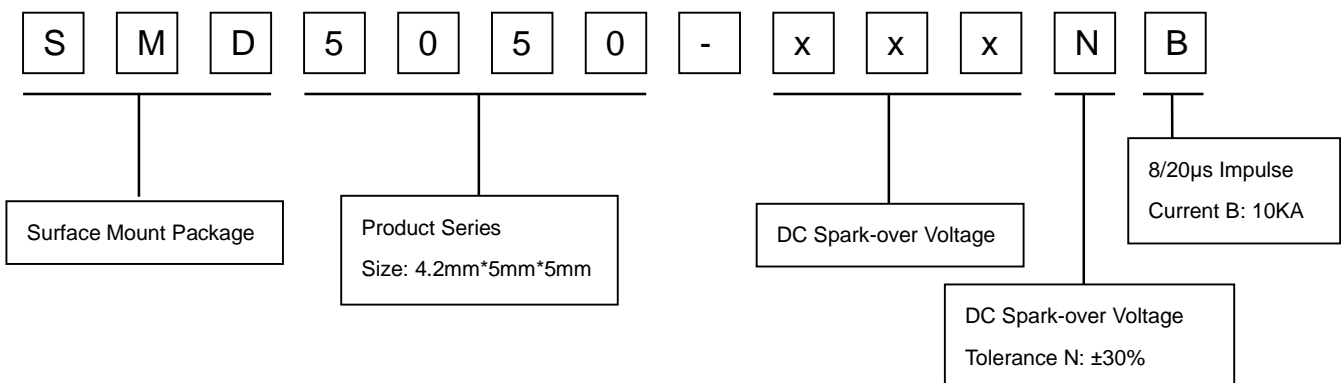 S M D 5 0 5 0 - x x x N B
Surface Mount Package
Product Series
Size: 4.2mm*5mm*5mm
DC Spark-over Voltage
8/20μs Impulse
Current B: 10KA
DC Spark-over Voltage
Tolerance N: ±30%